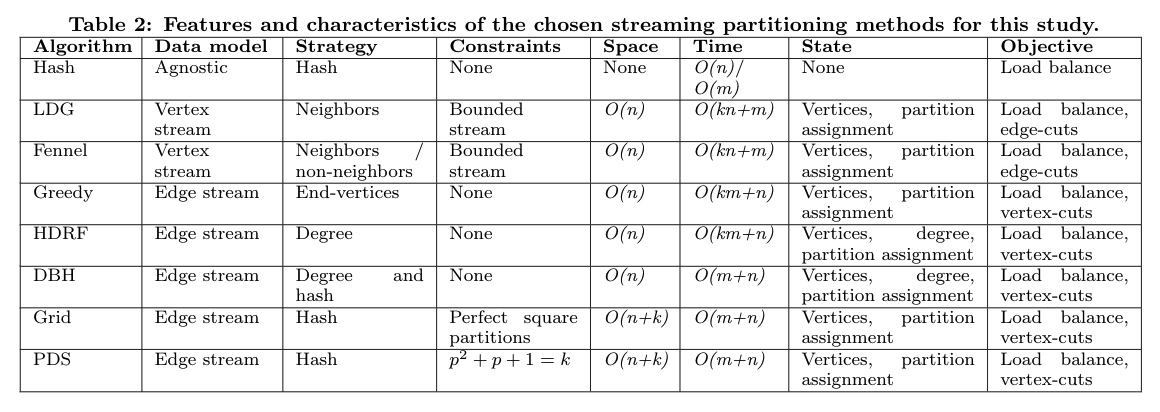 Table 2: Features and characteristics of the chosen streaming partitioning methods for this study.
Algorithm Data model Strategy Constraints Space Time State Objective
Hash Agnostic Hash None None O(n)/ None Load balance
O(m)
LDG Vertex Neighbors Bounded O(n) O(kn+m) Vertices, partition Load balance,
stream stream assignment edge-cuts
Fennel Vertex Neighbors / Bounded O(n) O(kn+m) Vertices, partition Load balance,
stream non-neighbors stream assignment edge-cuts
Greedy Edge stream End-vertices None O(n) O(km+n) Vertices, partition Load balance,
assignment vertex-cuts
HDRF Edge stream Degree None O(n) O(km+n) Vertices, degree, Load balance,
partition assignment vertex-cuts
DBH Edge stream Degree and None O(n) O(m+n) Vertices, degree, Load balance,
hash partition assignment vertex-cuts
Grid Edge stream Hash Perfect square O(n+k) O(m+n) Vertices, partition Load balance,
partitions assignment vertex-cuts
PDS Edge stream Hash p² + p + 1 = k O(n+k) O(m+n) Vertices, partition Load balance,
assignment vertex-cuts